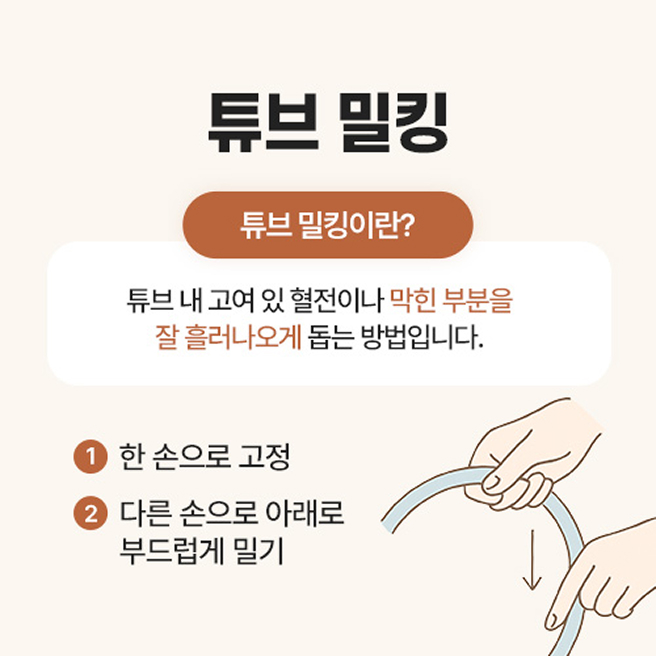 튜브 밀킹
튜브 밀킹이란?
튜브 내 고여 있 혈전이나 막힌 부분을
잘 흘러나오게 돕는 방법입니다.
1 한 손으로 고정
2 다른 손으로 아래로
부드럽게 밀기